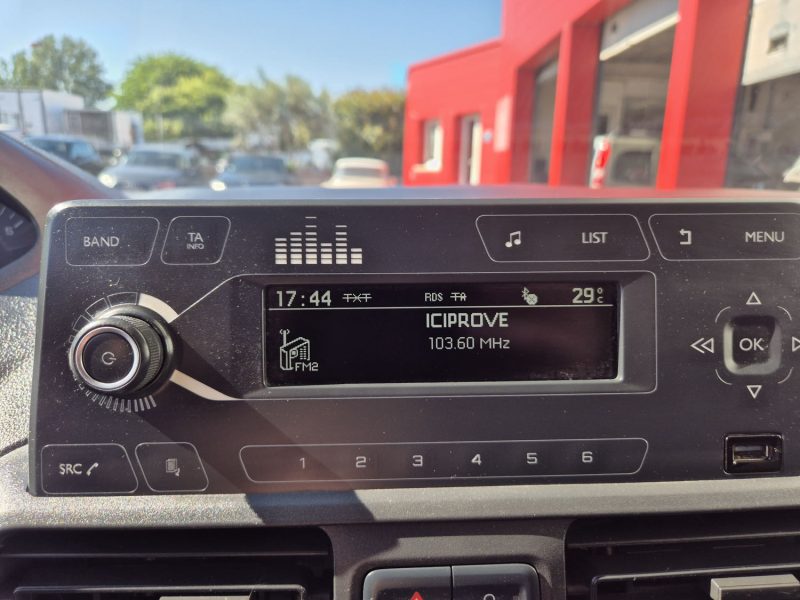 BAND
TA
INFO
LIST
MENU
17:44 TXT RDS TA 29°C
ICIPROVE
103.60 MHz
FM2
OK
SRC
1 2 3 4 5 6